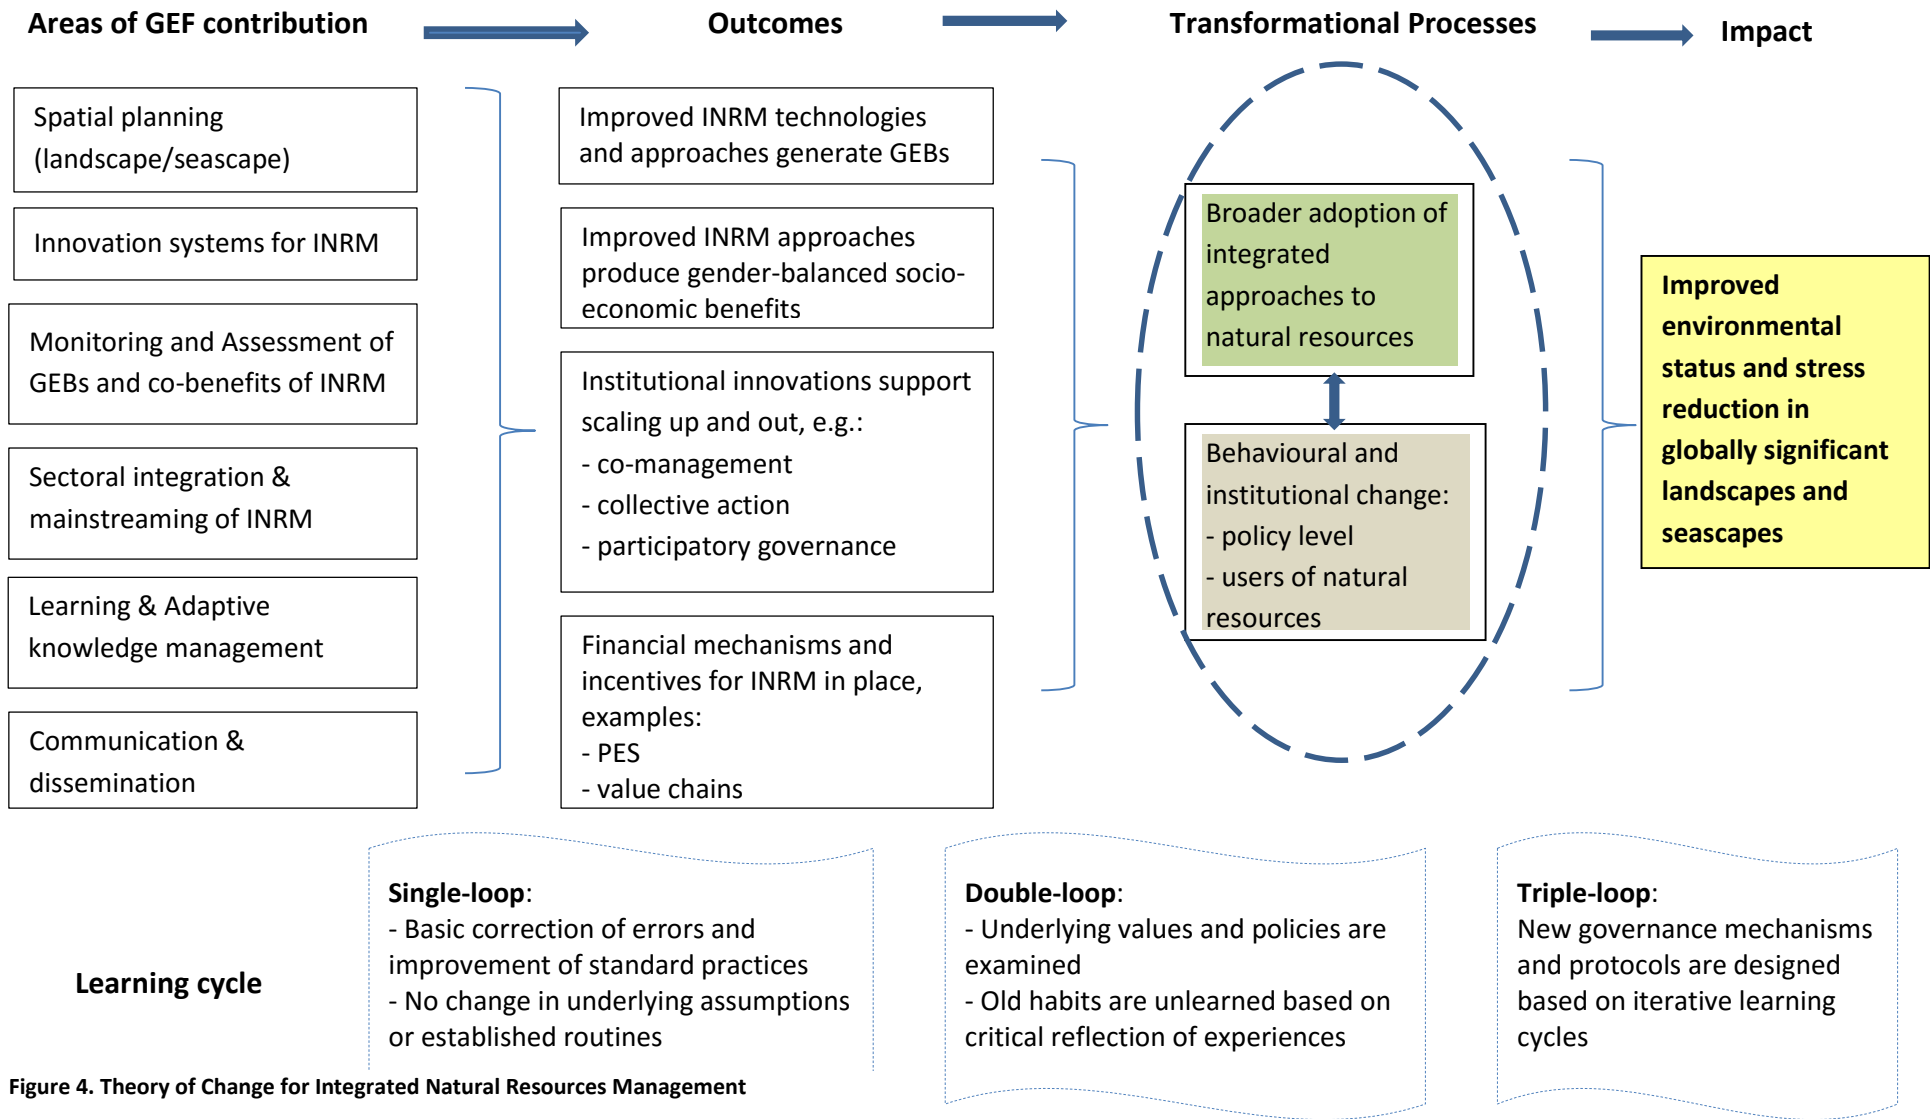 Areas of GEF contribution
Outcomes
Transformational Processes
Impact
Spatial planning
(landscape/seascape)
Innovation systems for INRM
Monitoring and Assessment of
GEBs and co-benefits of INRM
Sectoral integration &
mainstreaming of INRM
Learning & Adaptive
knowledge management
Communication &
dissemination
Improved INRM technologies
and approaches generate GEBs
Improved INRM approaches
produce gender-balanced socio-
economic benefits
Institutional innovations support
scaling up and out, e.g.:
- co-management
- collective action
- participatory governance
Financial mechanisms and
incentives for INRM in place,
examples:
- PES
- value chains
Broader adoption of
integrated
approaches to
natural resources
Behavioural and
institutional change:
- policy level
- users of natural
resources
Improved
environmental
status and stress
reduction in
globally significant
landscapes and
seascapes
Learning cycle
Single-loop:
- Basic correction of errors and
improvement of standard practices
- No change in underlying assumptions
or established routines
Double-loop:
- Underlying values and policies are
examined
- Old habits are unlearned based on
critical reflection of experiences
Triple-loop:
New governance mechanisms
and protocols are designed
based on iterative learning
cycles
Figure 4. Theory of Change for Integrated Natural Resources Management